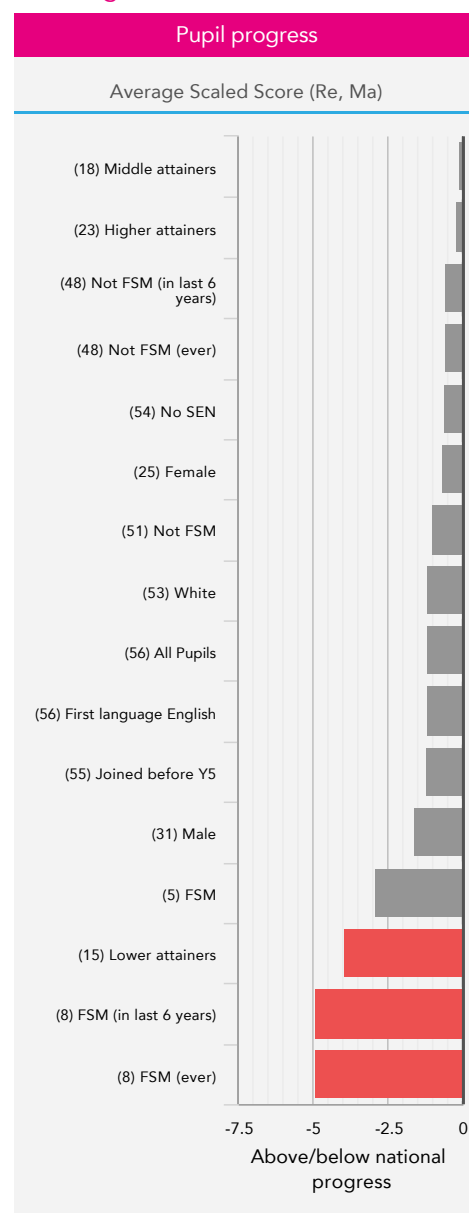 Pupil progress
Average Scaled Score (Re, Ma)
(18) Middle attainers
(23) Higher attainers
(48) Not FSM (in last 6
years)
(48) Not FSM (ever)
(54) No SEN
(25) Female
(51) Not FSM
(53) White
(56) All Pupils
(56) First language English
(55) Joined before Y5
(31) Male
(5) FSM
(15) Lower attainers
(8) FSM (in last 6 years)
(8) FSM (ever)
-7.5 -5 -2.5 0
Above/below national
progress